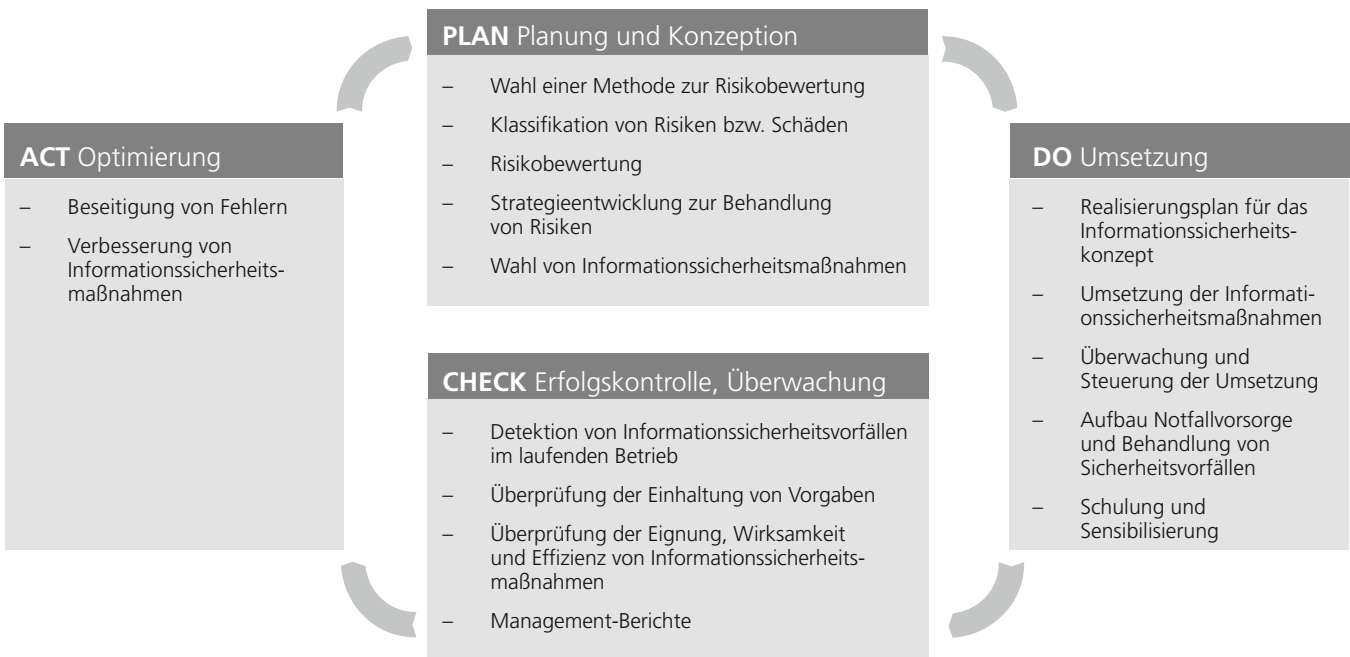 PLAN Planung und Konzeption
– Wahl einer Methode zur Risikobewertung
– Klassifikation von Risiken bzw. Schäden
– Risikobewertung
– Strategieentwicklung zur Behandlung
von Risiken
– Wahl von Informationssicherheitsmaßnahmen
ACT Optimierung
– Beseitigung von Fehlern
– Verbesserung von
Informationssicherheits-
maßnahmen
DO Umsetzung
– Realisierungsplan für das
Informationssicherheits-
konzept
– Umsetzung der Informati-
onssicherheitsmaßnahmen
– Überwachung und
Steuerung der Umsetzung
– Aufbau Notfallvorsorge
und Behandlung von
Sicherheitsvorfällen
– Schulung und
Sensibilisierung
CHECK Erfolgskontrolle, Überwachung
– Detektion von Informationssicherheitsvorfällen
im laufenden Betrieb
– Überprüfung der Einhaltung von Vorgaben
– Überprüfung der Eignung, Wirksamkeit
und Effizienz von Informationssicherheits-
maßnahmen
– Management-Berichte